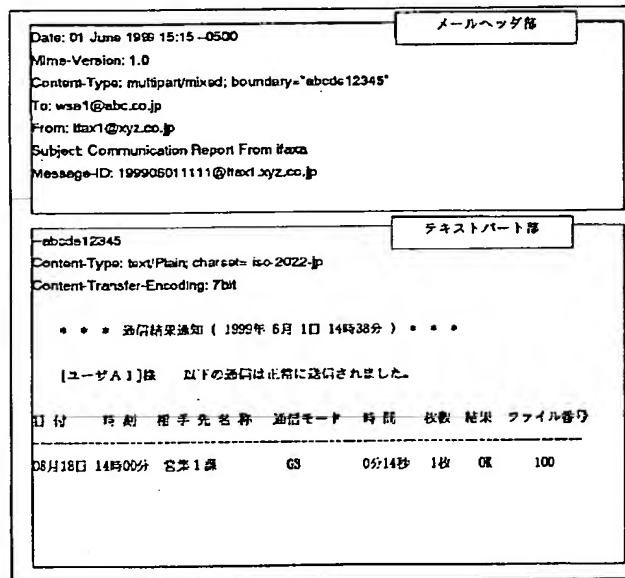 メールヘッダ部
Date: 01 June 1999 15:15 -0500
Mime-Version: 1.0
Content-Type: multipart/mixed; boundary="abcde12345"
To: wsa1@abc.co.jp
From: ifax1@xyz.co.jp
Subject: Communication Report From ifaxa
Message-ID: 199906011111@ifax1.xyz.co.jp
テキストパート部
--abcde12345
Content-Type: text/Plain; charset= iso-2022-jp
Content-Transfer-Encoding: 7bit
* * * 通信結果通知 ( 1999年 6月 1日 14時38分 ) * * *
[ユーザA1]様 以下の通信は正常に送信されました。
日付 時刻 相手先名称 通信モード 時間 枚数 結果 ファイル番号
08月18日 14時00分 営業1課 G3 0分14秒 1枚 OK 100